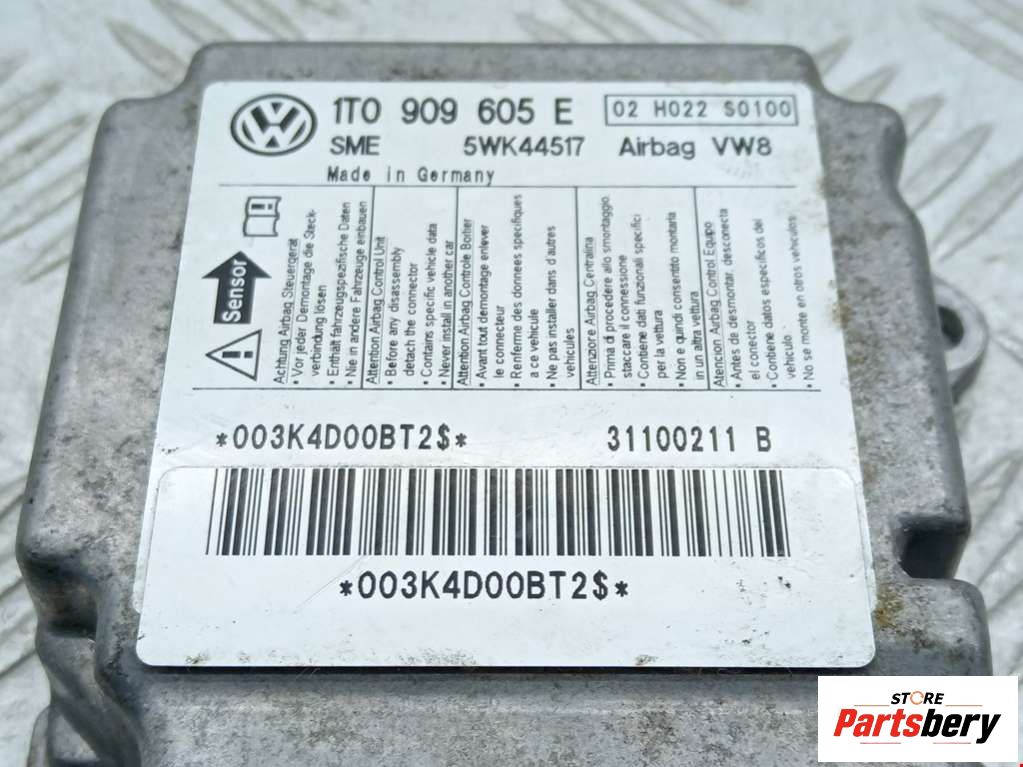 1T0 909 605 E
02 H022 S0100
SME 5WK44517 Airbag VW8
Made in Germany
Sensor
Achtung Airbag Steuergerät
• Vor jeder Demontage die Steck-
verbindung lösen
• Enthält fahrzeugspezifische Daten
• Nie in andere Fahrzeuge einbauen
Attention Airbag Control Unit
• Before any disassembly
detach the connector
• Contains specific vehicle data
• Never install in another car
Attention Airbag Controle Boitier
• Avant tout demontage enlever
le connecteur
• Renferme des donnees specifiques
a ce vehicule
• Ne pas installer dans d'autres
vehicules
Attenzione Airbag Centralina
• Prima di procedere allo smontaggio,
staccare il connessione
• Contiene dati funzionali specifici
per la vettura
• Non e quindi consentito montarla
in un altra vettura
Atencion Airbag Control Equipo
• Antes de desmontar, desconecta
el conector
• Contiene datos especificos del
vehiculo
• No se monte en otros vehiculos
*003K4D00BT2$* 31100211 B
*003K4D00BT2$*
STORE
Partsbery